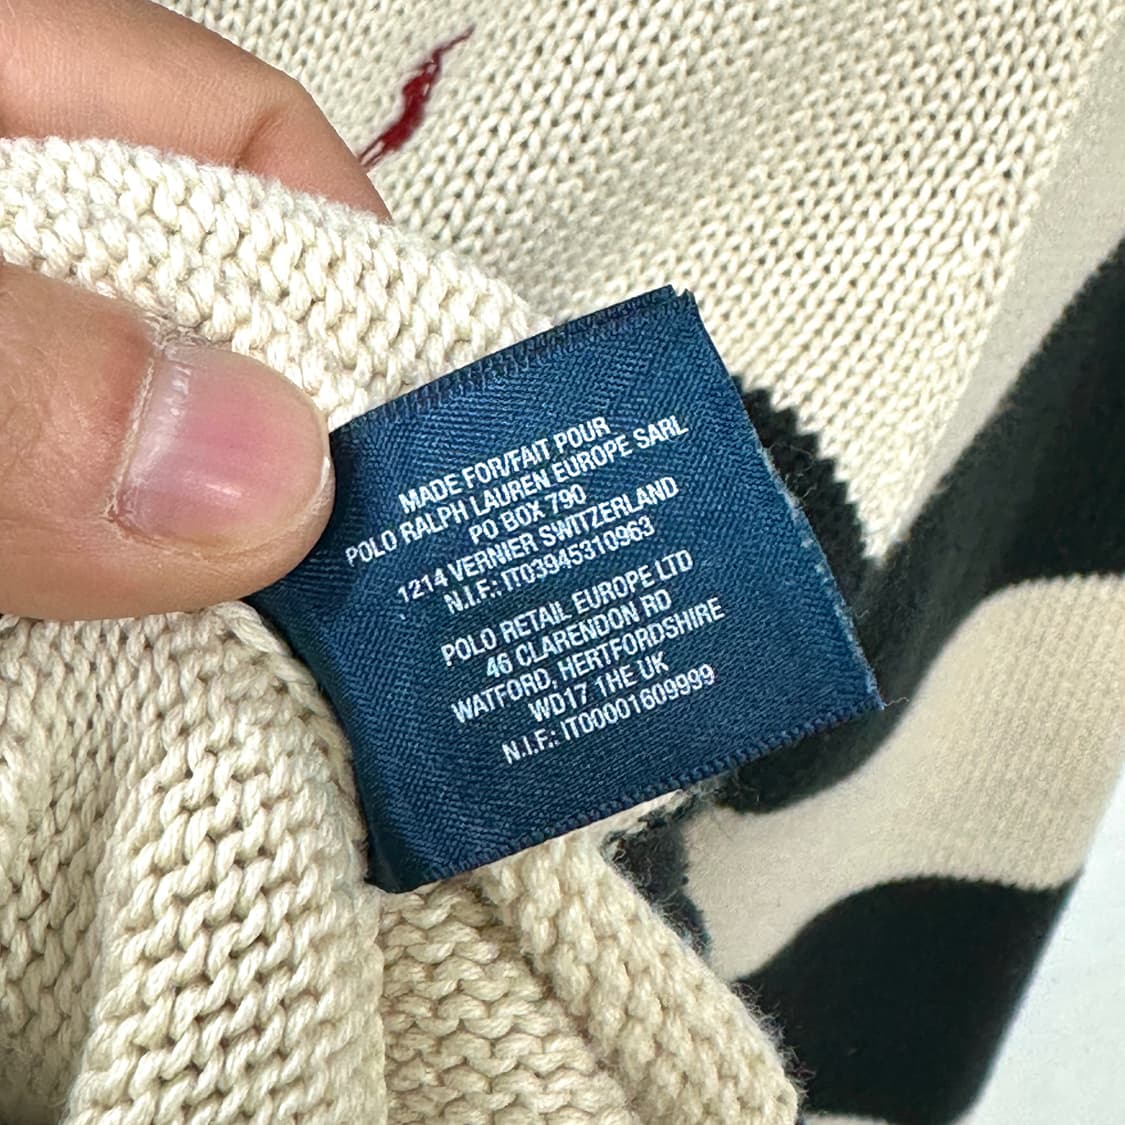 MADE FOR/FAIT POUR
POLO RALPH LAUREN EUROPE SARL
PO BOX 790
1214 VERNIER SWITZERLAND
N.I.F.: IT03945310963
POLO RETAIL EUROPE LTD
46 CLARENDON RD
WATFORD, HERTFORDSHIRE
WD17 1HE UK
N.I.F.: IT00001609999